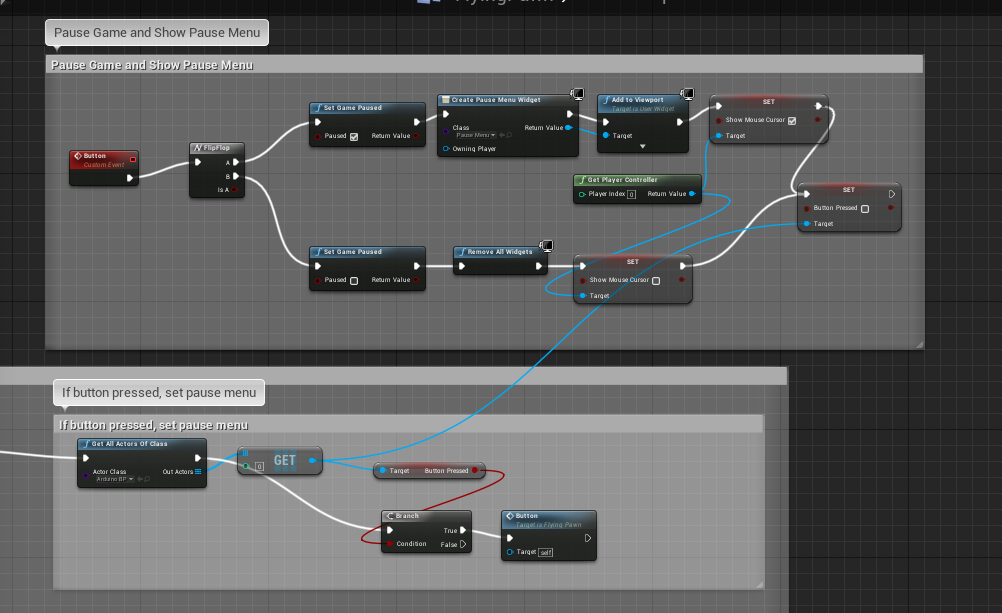 Pause Game and Show Pause Menu
Pause Game and Show Pause Menu
Button
Custom Event
FlipFlop
A
B
Is A
Set Game Paused
Paused
Return Value
Create Pause Menu Widget
Class
Pause Menu
Return Value
Owning Player
Add to Viewport
Target is User Widget
Target
SET
Show Mouse Cursor
Target
Get Player Controller
Player Index 0
Return Value
SET
Button Pressed
Target
Set Game Paused
Paused
Return Value
Remove All Widgets
SET
Show Mouse Cursor
Target
If button pressed, set pause menu
If button pressed, set pause menu
Get All Actors Of Class
Actor Class
Arduino BP
Out Actors
0
GET
Target
Button Pressed
Branch
True
Condition
False
Button
Target is Flying Pawn
Target self